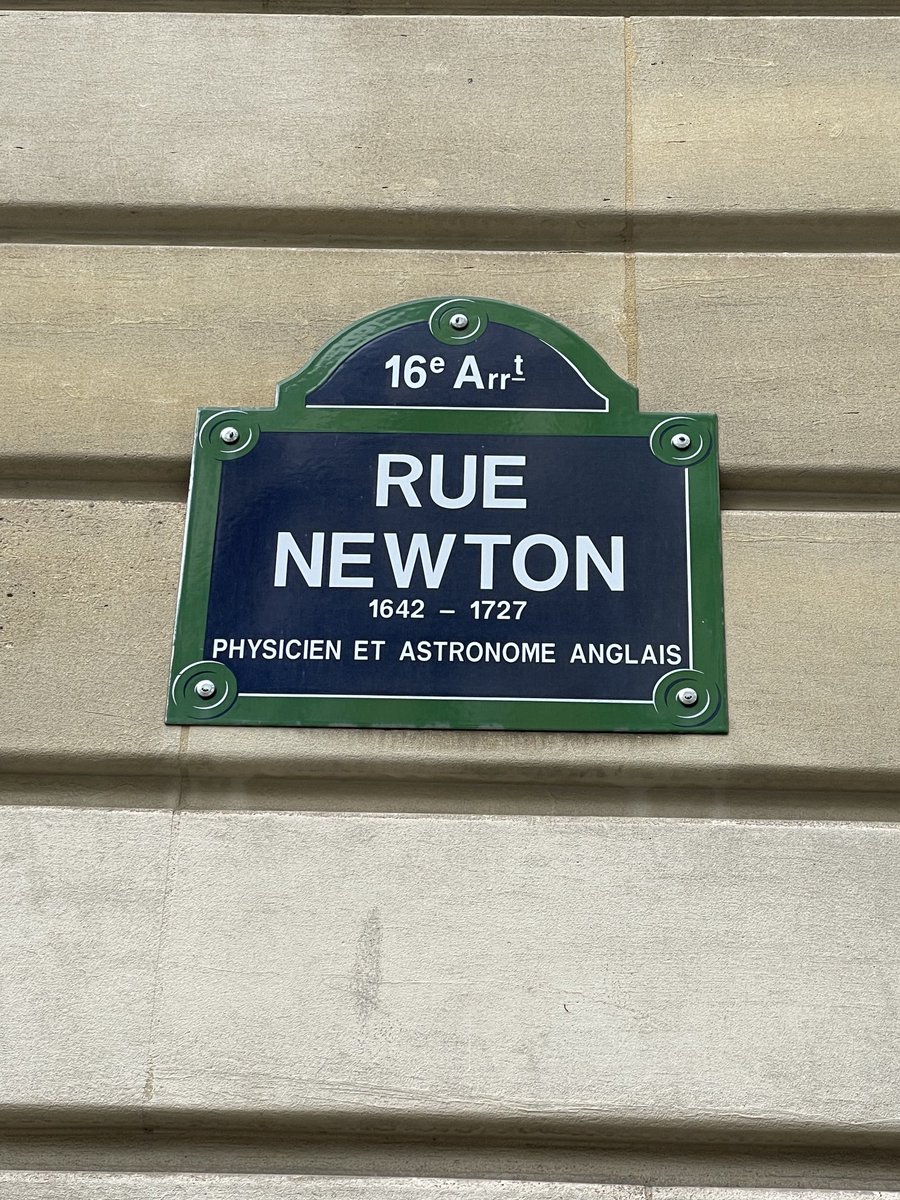 16e Arrt
RUE
NEWTON
1642 – 1727
PHYSICIEN ET ASTRONOME ANGLAIS